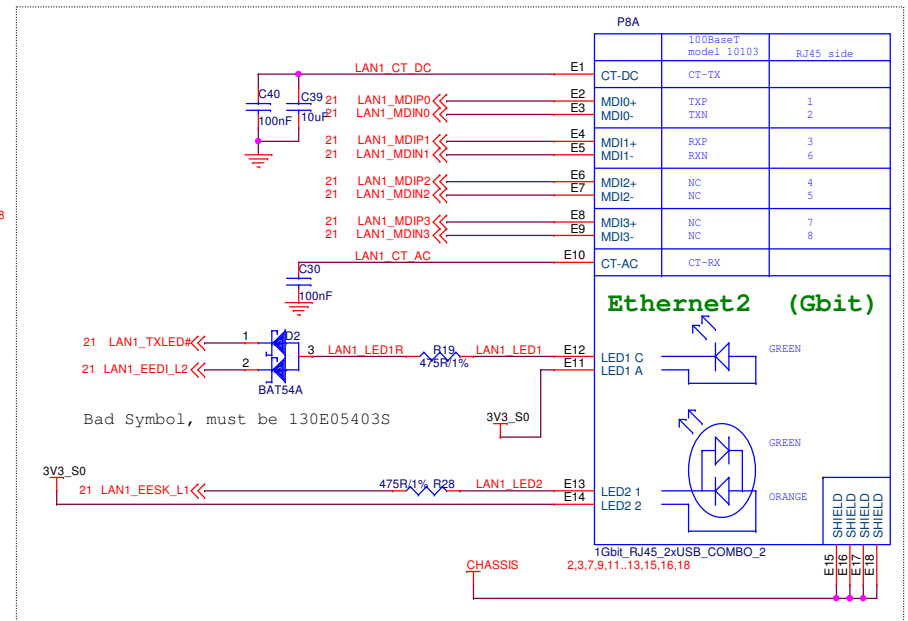 P8A
100BaseT
model 10103 RJ45 side
LAN1_CT_DC E1 CT-DC CT-TX
C40 C39
100nF 10uF
21 LAN1_MDIP0 E2 MDI0+ TXP 1
21 LAN1_MDIN0 E3 MDI0- TXN 2
21 LAN1_MDIP1 E4 MDI1+ RXP 3
21 LAN1_MDIN1 E5 MDI1- RXN 6
21 LAN1_MDIP2 E6 MDI2+ NC 4
21 LAN1_MDIN2 E7 MDI2- NC 5
8
21 LAN1_MDIP3 E8 MDI3+ NC 7
21 LAN1_MDIN3 E9 MDI3- NC 8
LAN1_CT_AC E10 CT-AC CT-RX
C30
100nF
Ethernet2 (Gbit)
21 LAN1_TXLED# 1 D2
3 LAN1_LED1R R19 LAN1_LED1 E12 LED1 C GREEN
475R/1%
21 LAN1_EEDI_L2 2 E11 LED1 A
BAT54A
Bad Symbol, must be 130E05403S
3V3_S0
GREEN
3V3_S0
21 LAN1_EESK_L1 475R/1% R28 LAN1_LED2 E13 LED2 1
ORANGE
E14 LED2 2
SHIELD
SHIELD
SHIELD
SHIELD
1Gbit_RJ45_2xUSB_COMBO_2
2,3,7,9,11..13,15,16,18
E15
E16
E17
E18
CHASSIS